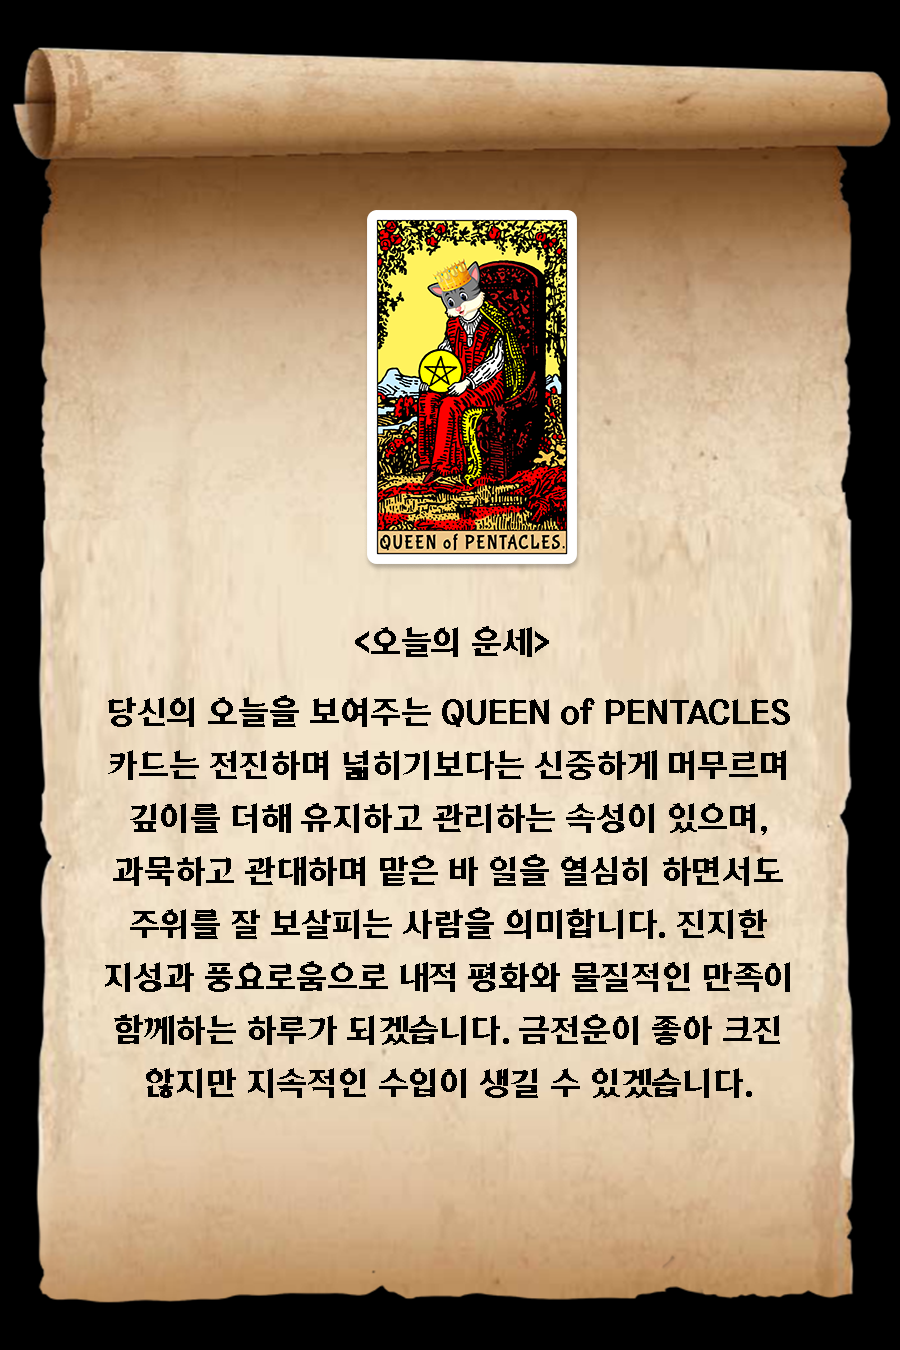 QUEEN of PENTACLES.
<오늘의 운세>
당신의 오늘을 보여주는 QUEEN of PENTACLES
카드는 전진하며 넓히기보다는 신중하게 머무르며
깊이를 더해 유지하고 관리하는 속성이 있으며,
과묵하고 관대하며 맡은 바 일을 열심히 하면서도
주위를 잘 보살피는 사람을 의미합니다. 진지한
지성과 풍요로움으로 내적 평화와 물질적인 만족이
함께하는 하루가 되겠습니다. 금전운이 좋아 크진
않지만 지속적인 수입이 생길 수 있겠습니다.